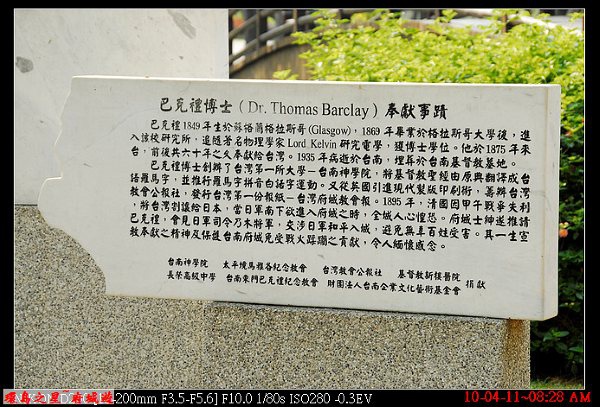 巴克禮博士（Dr. Thomas Barclay）奉獻事蹟
巴克禮1849年生於蘇格蘭格拉斯哥(Glasgow)，1869年畢業於格拉斯哥大學後，進
入該校研究所，追隨著名物理學家Lord Kelvin研究電學，獲博士學位。他於1875年來
台，前後共六十年之久奉獻給台灣。1935年病逝於台南，埋葬於台南基督教墓地。
巴克禮博士創辦了台灣第一所大學—台南神學院，將基督教聖經由原典翻譯成台
語羅馬字，並推行羅馬字拼音白話字運動。又從英國引進現代製版印刷術，籌辦台灣
教會公報社，發行台灣第一份報紙—台灣府城教會報。1895年，清國因甲午戰爭失利
，將台灣割讓給日本，當日軍南下欲進入府城之時，全城人心惶恐。府城士紳遂推請
巴克禮，會見日軍司令乃木將軍，交涉日軍和平入城，避免無辜百姓受害。其一生宣
教奉獻之精神及保護台南府城免受戰火蹂躪之貢獻，令人緬懷感念。
台南神學院 太平境馬雅各紀念教會 台灣教會公報社 基督教新樓醫院
長榮高級中學 台南東門巴克禮紀念教會 財團法人台南企業文化藝術基金會 捐獻
環島之星~府城遊
-200mm F3.5-F5.6] F10.0 1/80s ISO280 -0.3EV
10-04-11~08:28 AM